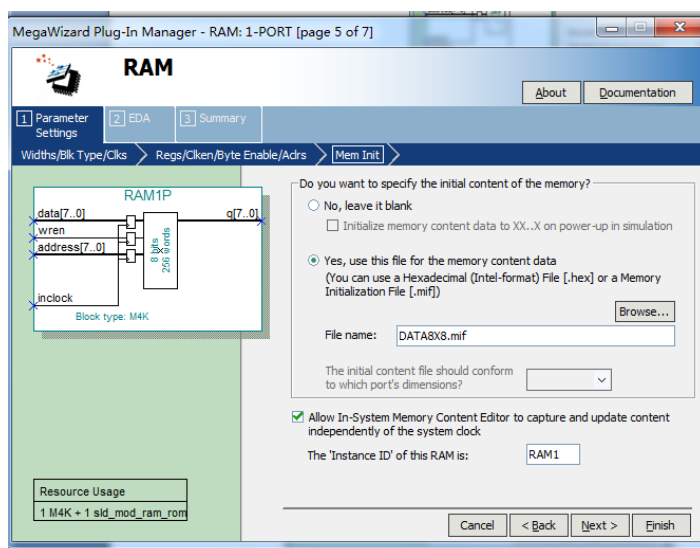 MegaWizard Plug-In Manager - RAM: 1-PORT [page 5 of 7]
RAM
About
Documentation
1 Parameter Settings
2 EDA
3 Summary
Widths/Blk Type/Clks
Regs/Clken/Byte Enable/Aclrs
Mem Init
RAM1P
data[7..0]
q[7..0]
wren
address[7..0]
8 bits
256 words
inclock
Block type: M4K
Do you want to specify the initial content of the memory?
No, leave it blank
Initialize memory content data to XX..X on power-up in simulation
Yes, use this file for the memory content data
(You can use a Hexadecimal (Intel-format) File [.hex] or a Memory
Initialization File [.mif])
Browse...
File name: DATA8X8.mif
The initial content file should conform
to which port's dimensions?
Allow In-System Memory Content Editor to capture and update content
independently of the system clock
The 'Instance ID' of this RAM is: RAM1
Resource Usage
1 M4K + 1 sld_mod_ram_rom
Cancel
< Back
Next >
Finish